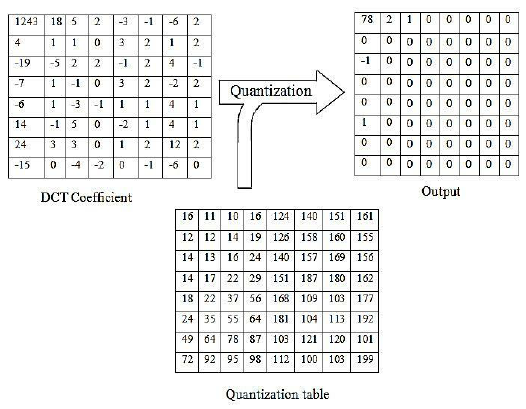 1243 18 5 2 -3 -1 -6 2
4 1 1 0 3 2 1 2
-19 -5 2 2 -1 2 4 -1
-7 1 -1 0 3 2 -2 2
-6 1 -3 -1 1 1 4 1
14 -1 5 0 -2 1 4 1
24 3 3 0 1 2 12 2
-15 0 -4 -2 0 -1 -6 0
DCT Coefficient
Quantization
78 2 1 0 0 0 0 0
0 0 0 0 0 0 0 0
-1 0 0 0 0 0 0 0
0 0 0 0 0 0 0 0
0 0 0 0 0 0 0 0
1 0 0 0 0 0 0 0
0 0 0 0 0 0 0 0
0 0 0 0 0 0 0 0
Output
16 11 10 16 124 140 151 161
12 12 14 19 126 158 160 155
14 13 16 24 140 157 169 156
14 17 22 29 151 187 180 162
18 22 37 56 168 109 103 177
24 35 55 64 181 104 113 192
49 64 78 87 103 121 120 101
72 92 95 98 112 100 103 199
Quantization table